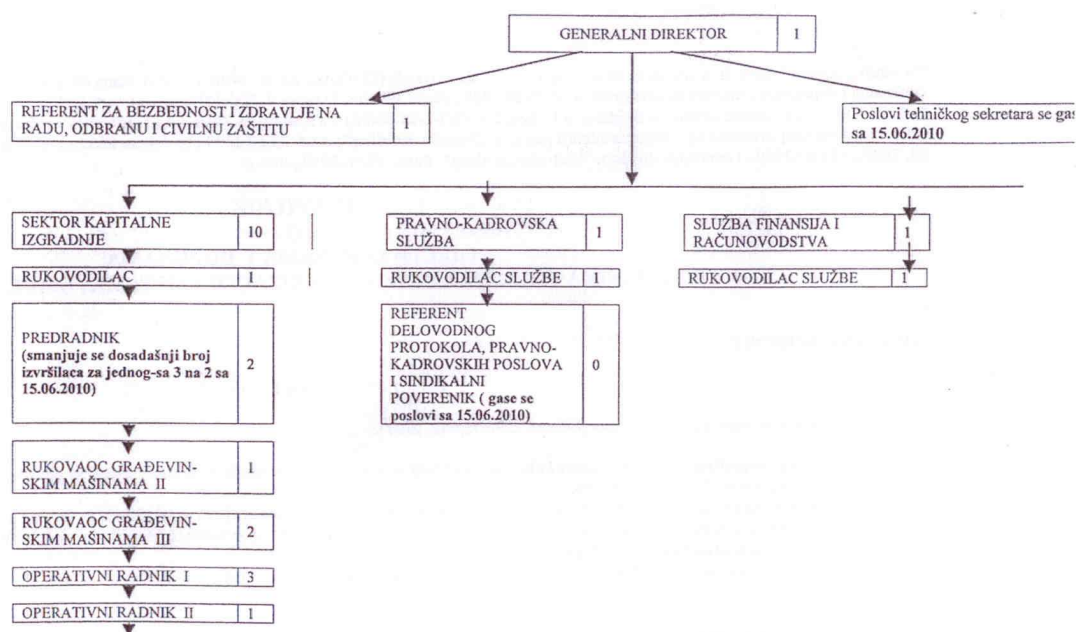 GENERALNI DIREKTOR 1
REFERENT ZA BEZBEDNOST I ZDRAVLJE NA
RADU, ODBRANU I CIVILNU ZAŠTITU 1
Poslovi tehničkog sekretara se gas
sa 15.06.2010
SEKTOR KAPITALNE
IZGRADNJE 10
RUKOVODILAC 1
PREDRADNIK
(smanjuje se dosadašnji broj
izvršilaca za jednog-sa 3 na 2 sa
15.06.2010) 2
RUKOVAOC GRAĐEVIN-
SKIM MAŠINAMA II 1
RUKOVAOC GRAĐEVIN-
SKIM MAŠINAMA III 2
OPERATIVNI RADNIK I 3
OPERATIVNI RADNIK II 1
PRAVNO-KADROVSKA
SLUŽBA 1
RUKOVODILAC SLUŽBE 1
REFERENT
DELOVODNOG
PROTOKOLA, PRAVNO-
KADROVSKIH POSLOVA
I SINDIKALNI
POVERENIK ( gase se
poslovi sa 15.06.2010) 0
SLUŽBA FINANSIJA I
RAČUNOVODSTVA 1
RUKOVODILAC SLUŽBE 1